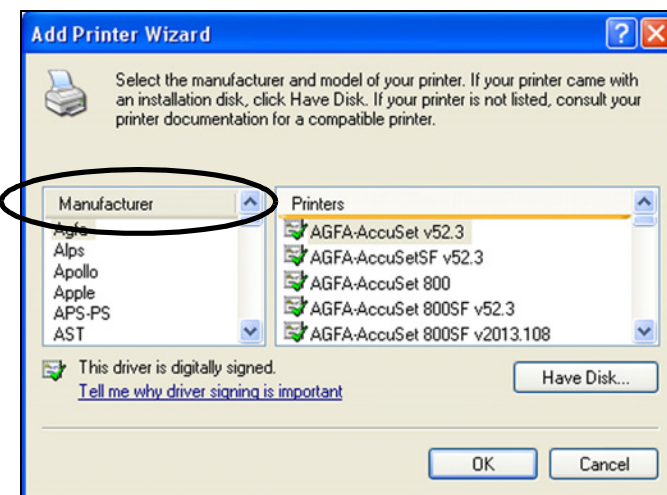 Add Printer Wizard
Select the manufacturer and model of your printer. If your printer came with
an installation disk, click Have Disk. If your printer is not listed, consult your
printer documentation for a compatible printer.
Manufacturer
Agfa
Alps
Apollo
Apple
APS-PS
AST
Printers
AGFA-AccuSet v52.3
AGFA-AccuSetSF v52.3
AGFA-AccuSet 800
AGFA-AccuSet 800SF v52.3
AGFA-AccuSet 800SF v2013.108
This driver is digitally signed.
Tell me why driver signing is important
Have Disk...
OK
Cancel